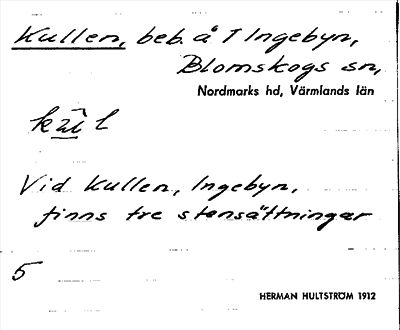 Kullen, beb. å 1 Ingebyn,
Blomskogs sn,
Nordmarks hd, Värmlands län
Vid Kullen, Ingebyn,
finns tre stensättningar
5
HERMAN HULTSTRÖM 1912